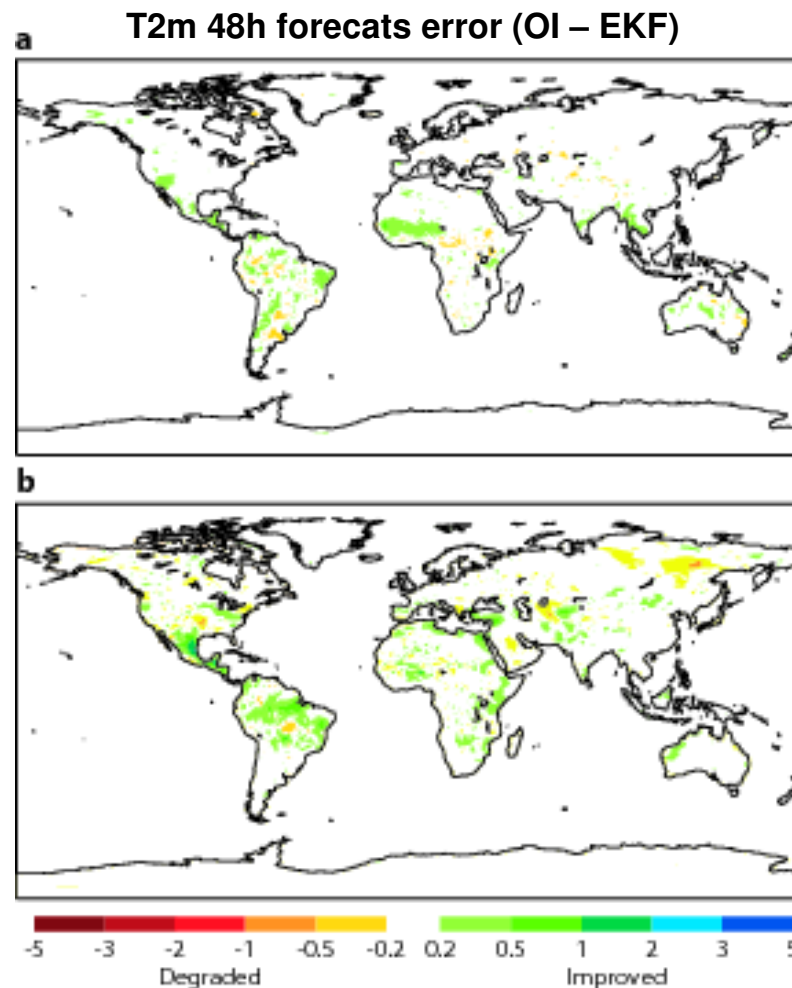 T2m 48h forecats error (OI – EKF)
a
b
-5 -3 -2 -1 -0.5 -0.2 0.2 0.5 1 2 3 5
Degraded Improved